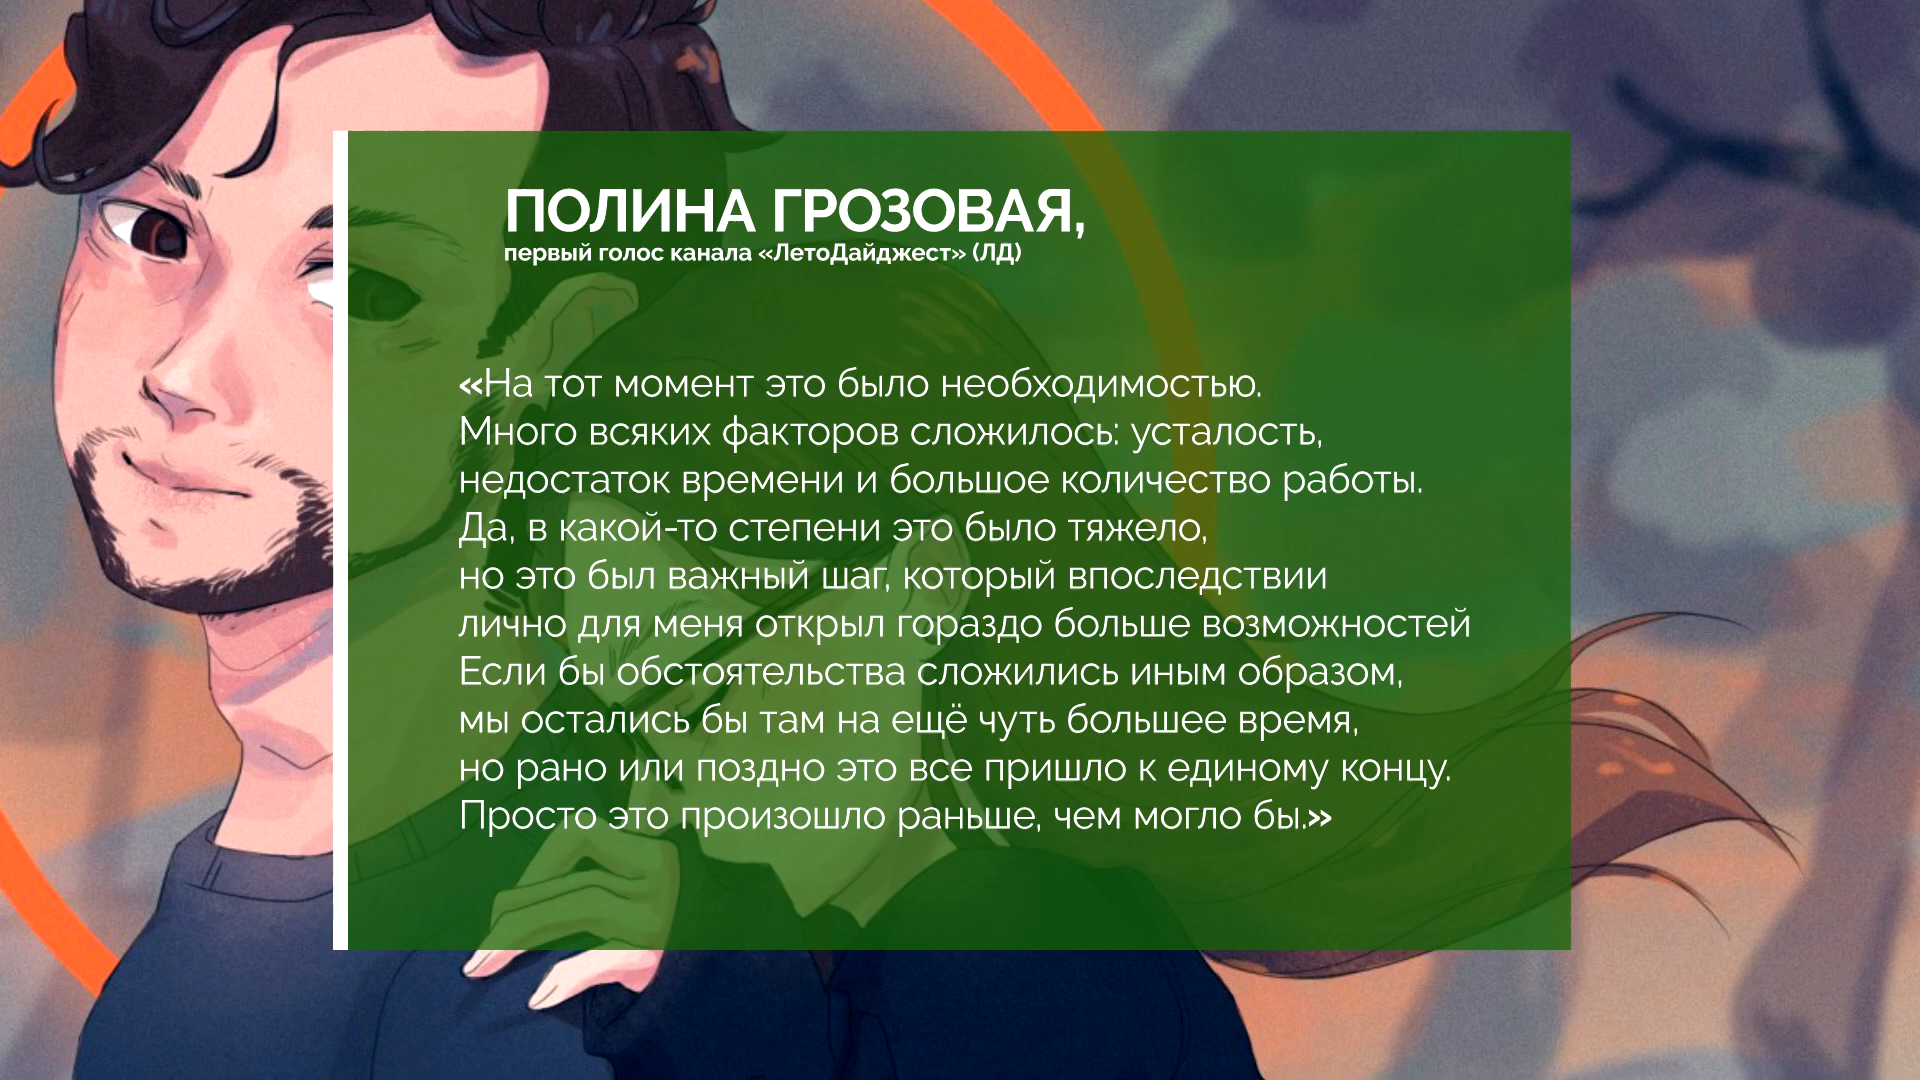 ПОЛИНА ГРОЗОВАЯ,
первый голос канала «ЛетоДайджест» (ЛД)
«На тот момент это было необходимостью.
Много всяких факторов сложилось: усталость,
недостаток времени и большое количество работы.
Да, в какой-то степени это было тяжело,
но это был важный шаг, который впоследствии
лично для меня открыл гораздо больше возможностей
Если бы обстоятельства сложились иным образом,
мы остались бы там на ещё чуть большее время,
но рано или поздно это все пришло к единому концу.
Просто это произошло раньше, чем могло бы.»